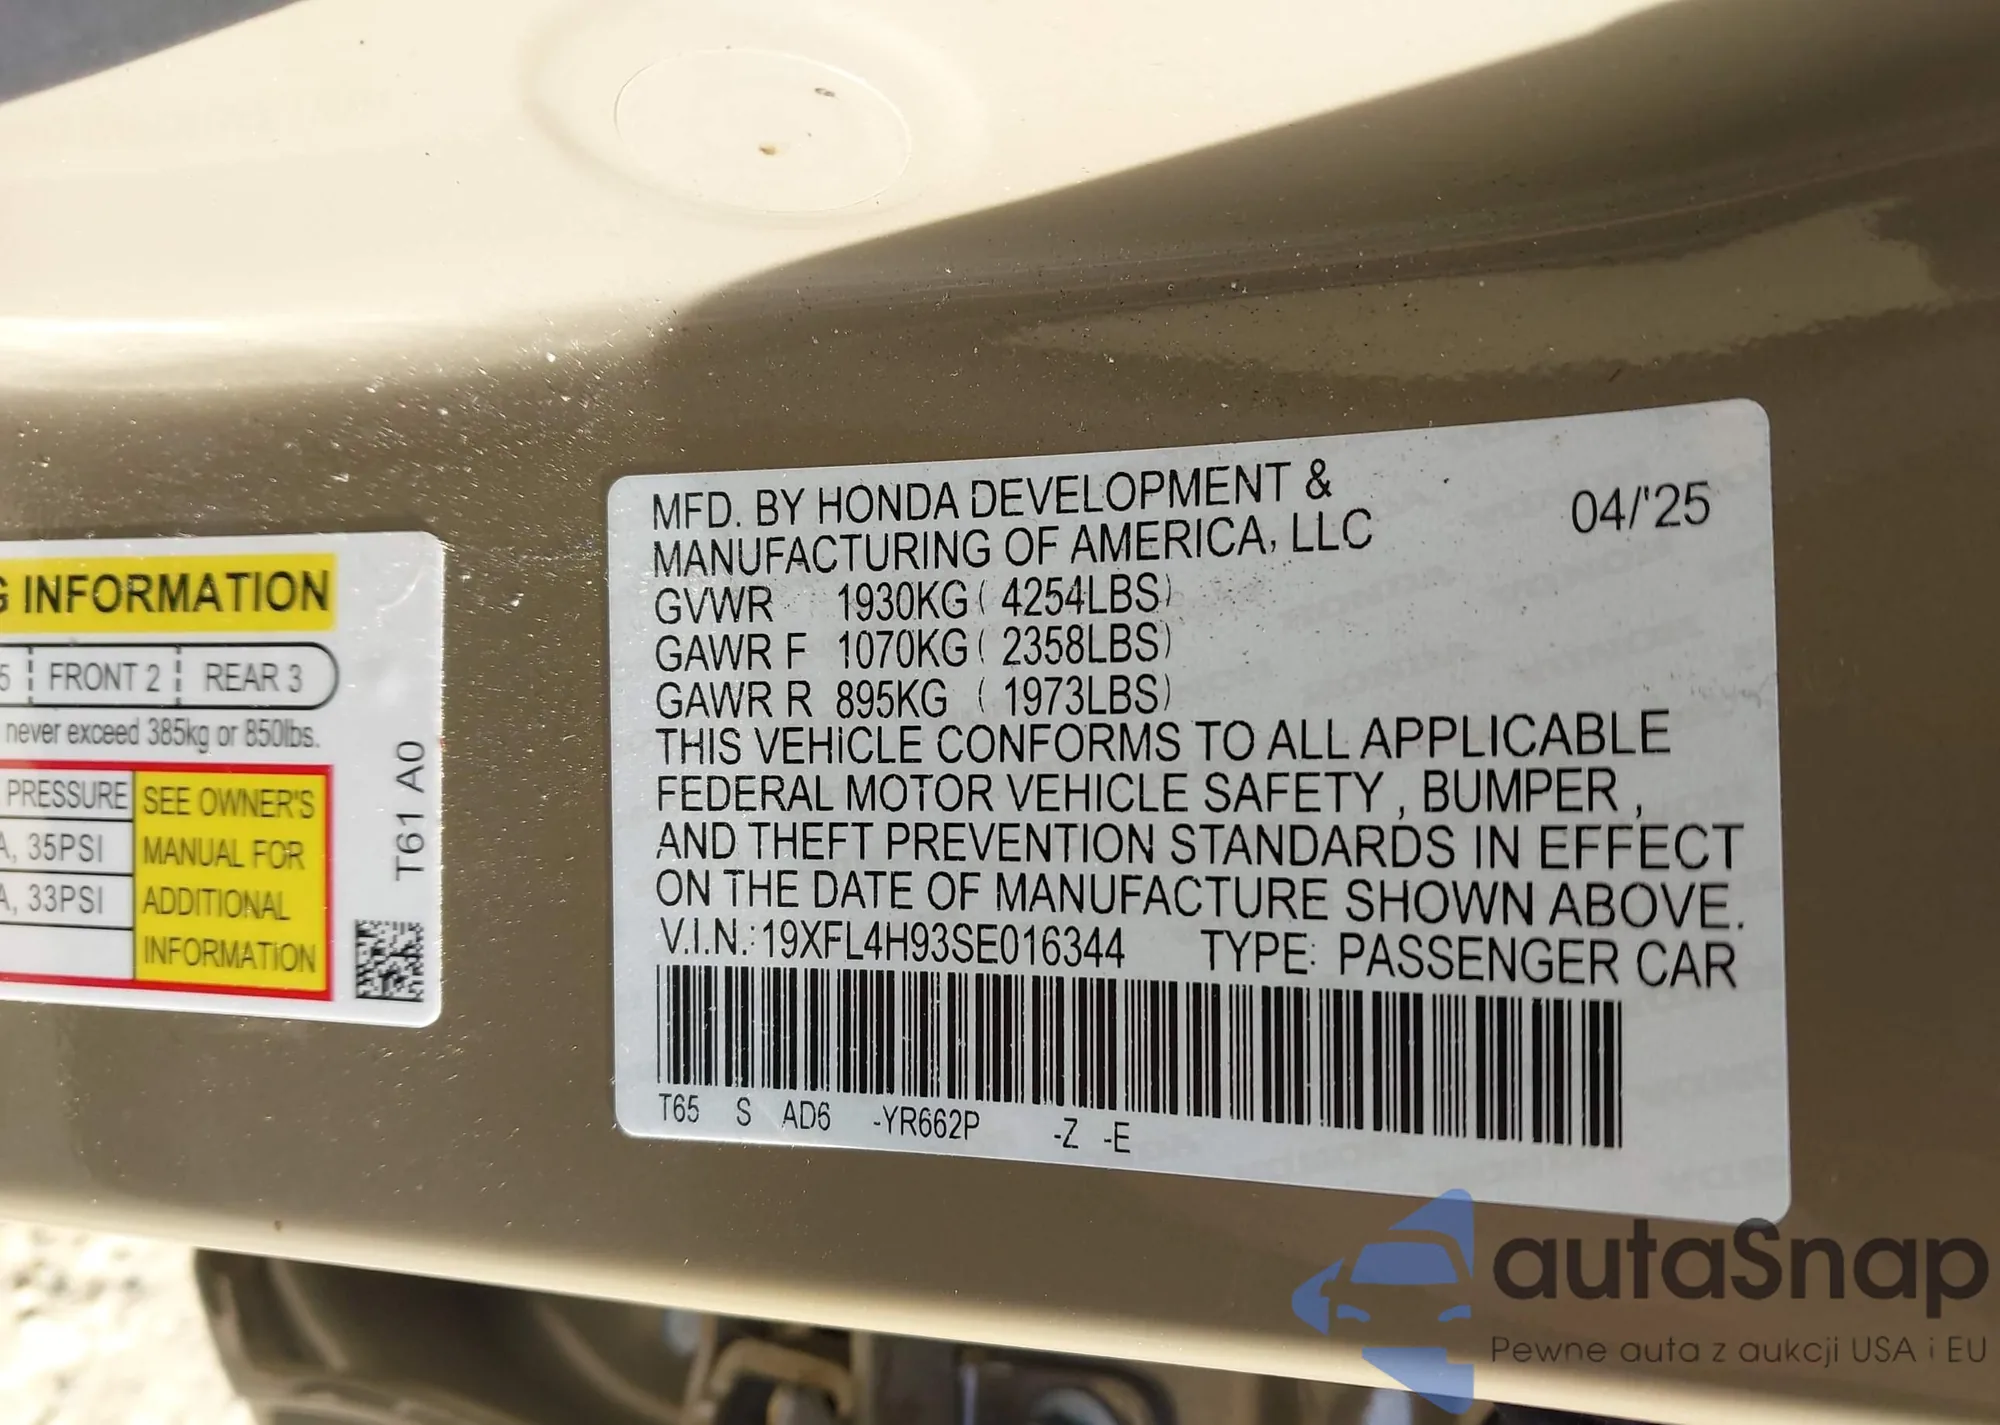 G INFORMATION
5 FRONT 2 REAR 3
never exceed 385kg or 850lbs.
PRESSURE
A, 35PSI
A, 33PSI
SEE OWNER'S
MANUAL FOR
ADDITIONAL
INFORMATION
T61 A0
MFD. BY HONDA DEVELOPMENT &
MANUFACTURING OF AMERICA, LLC
04/'25
GVWR 1930KG ( 4254LBS)
GAWR F 1070KG ( 2358LBS)
GAWR R 895KG ( 1973LBS)
THIS VEHICLE CONFORMS TO ALL APPLICABLE
FEDERAL MOTOR VEHICLE SAFETY , BUMPER ,
AND THEFT PREVENTION STANDARDS IN EFFECT
ON THE DATE OF MANUFACTURE SHOWN ABOVE.
V.I.N.: 19XFL4H93SE016344 TYPE: PASSENGER CAR
T65 S AD6 -YR662P -Z -E
autaSnap
Pewne auta z aukcji USA i EU